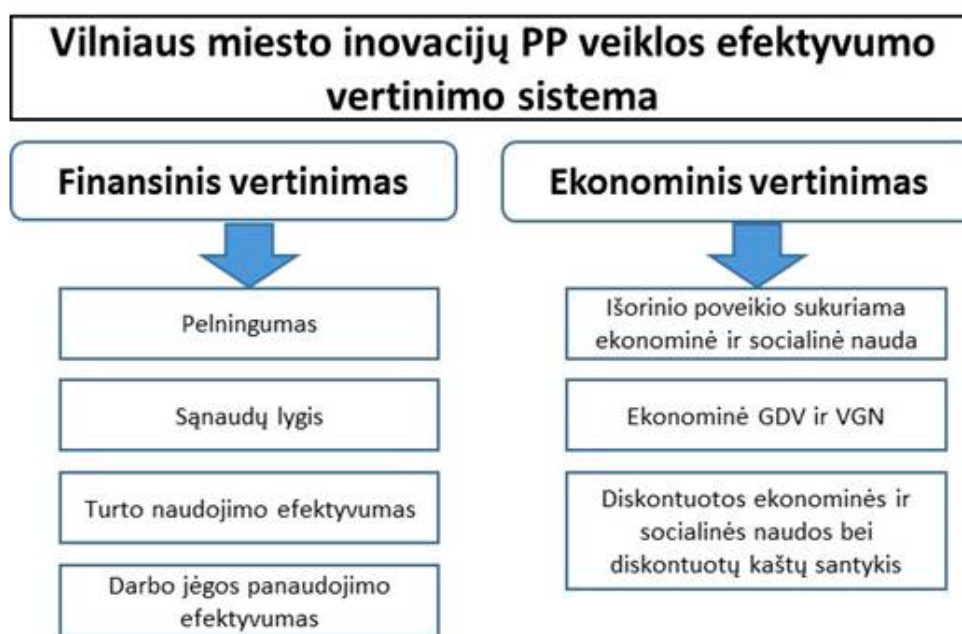 Vilniaus miesto inovacijų PP veiklos efektyvumo
vertinimo sistema
Finansinis vertinimas
Pelningumas
Sąnaudų lygis
Turto naudojimo efektyvumas
Darbo jėgos panaudojimo
efektyvumas
Ekonominis vertinimas
Išorinio poveikio sukuriama
ekonominė ir socialinė nauda
Ekonominė GDV ir VGN
Diskontuotos ekonominės ir
socialinės naudos bei
diskontuotų kaštų santykis